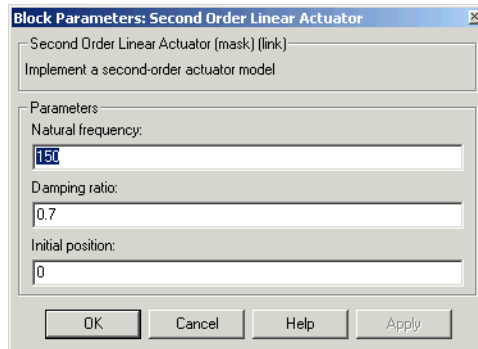 Block Parameters: Second Order Linear Actuator
Second Order Linear Actuator (mask) (link)
Implement a second-order actuator model
Parameters
Natural frequency:
150
Damping ratio:
0.7
Initial position:
0
OK Cancel Help Apply